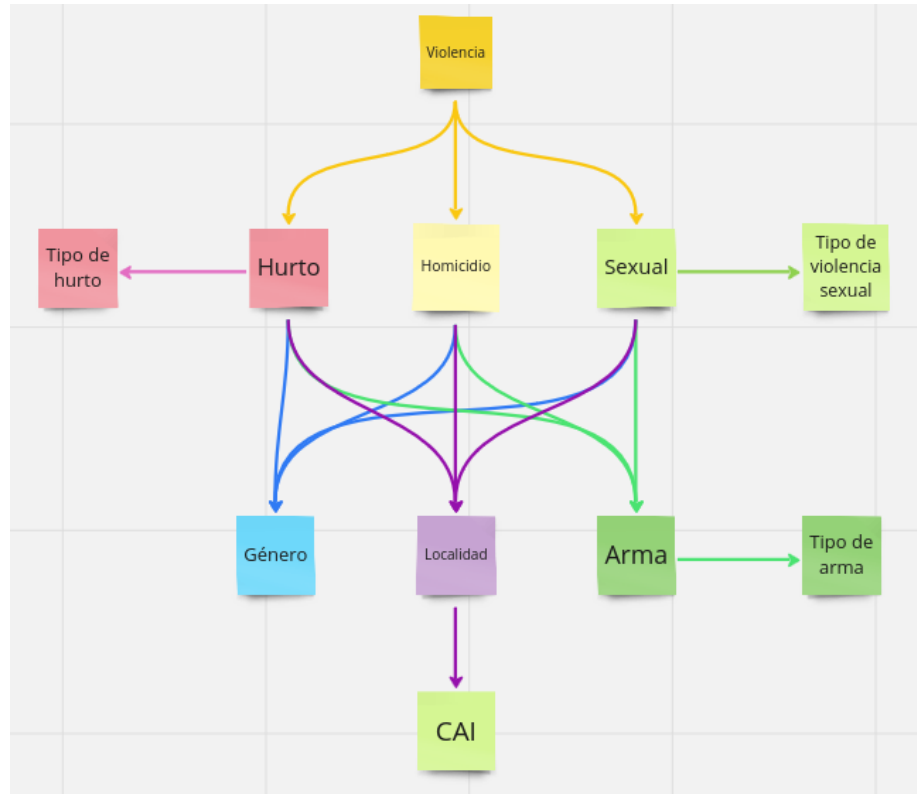 Violencia
Tipo de
hurto
Hurto
Homicidio
Sexual
Tipo de
violencia
sexual
Género
Localidad
Arma
Tipo de
arma
CAI